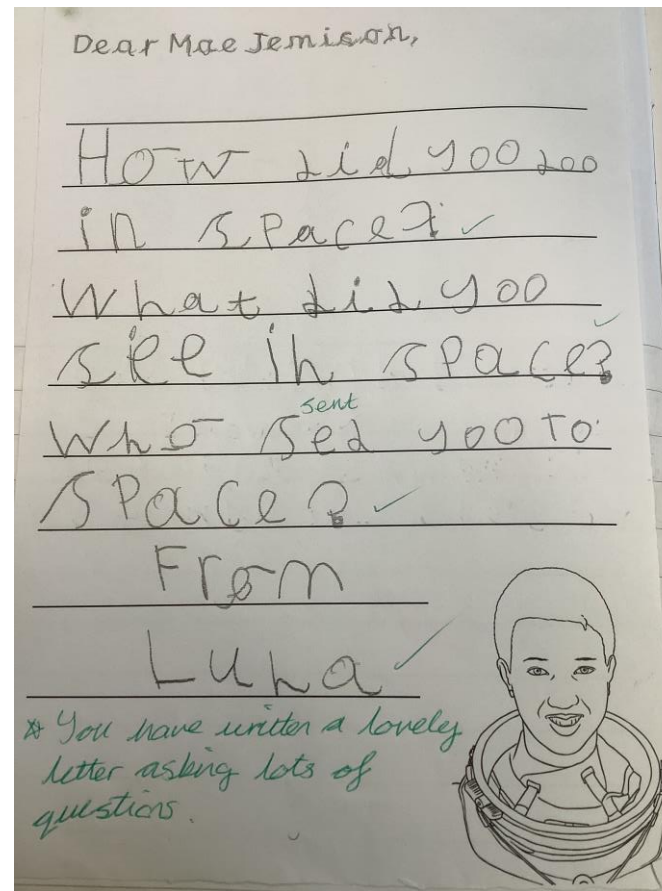 Dear Mae Jemison,
How did yoo doo
in space?
What did yoo
see in space?
sent
Who sed yoo to
space?
From
Luna
You have written a lovely
letter asking lots of
questions.